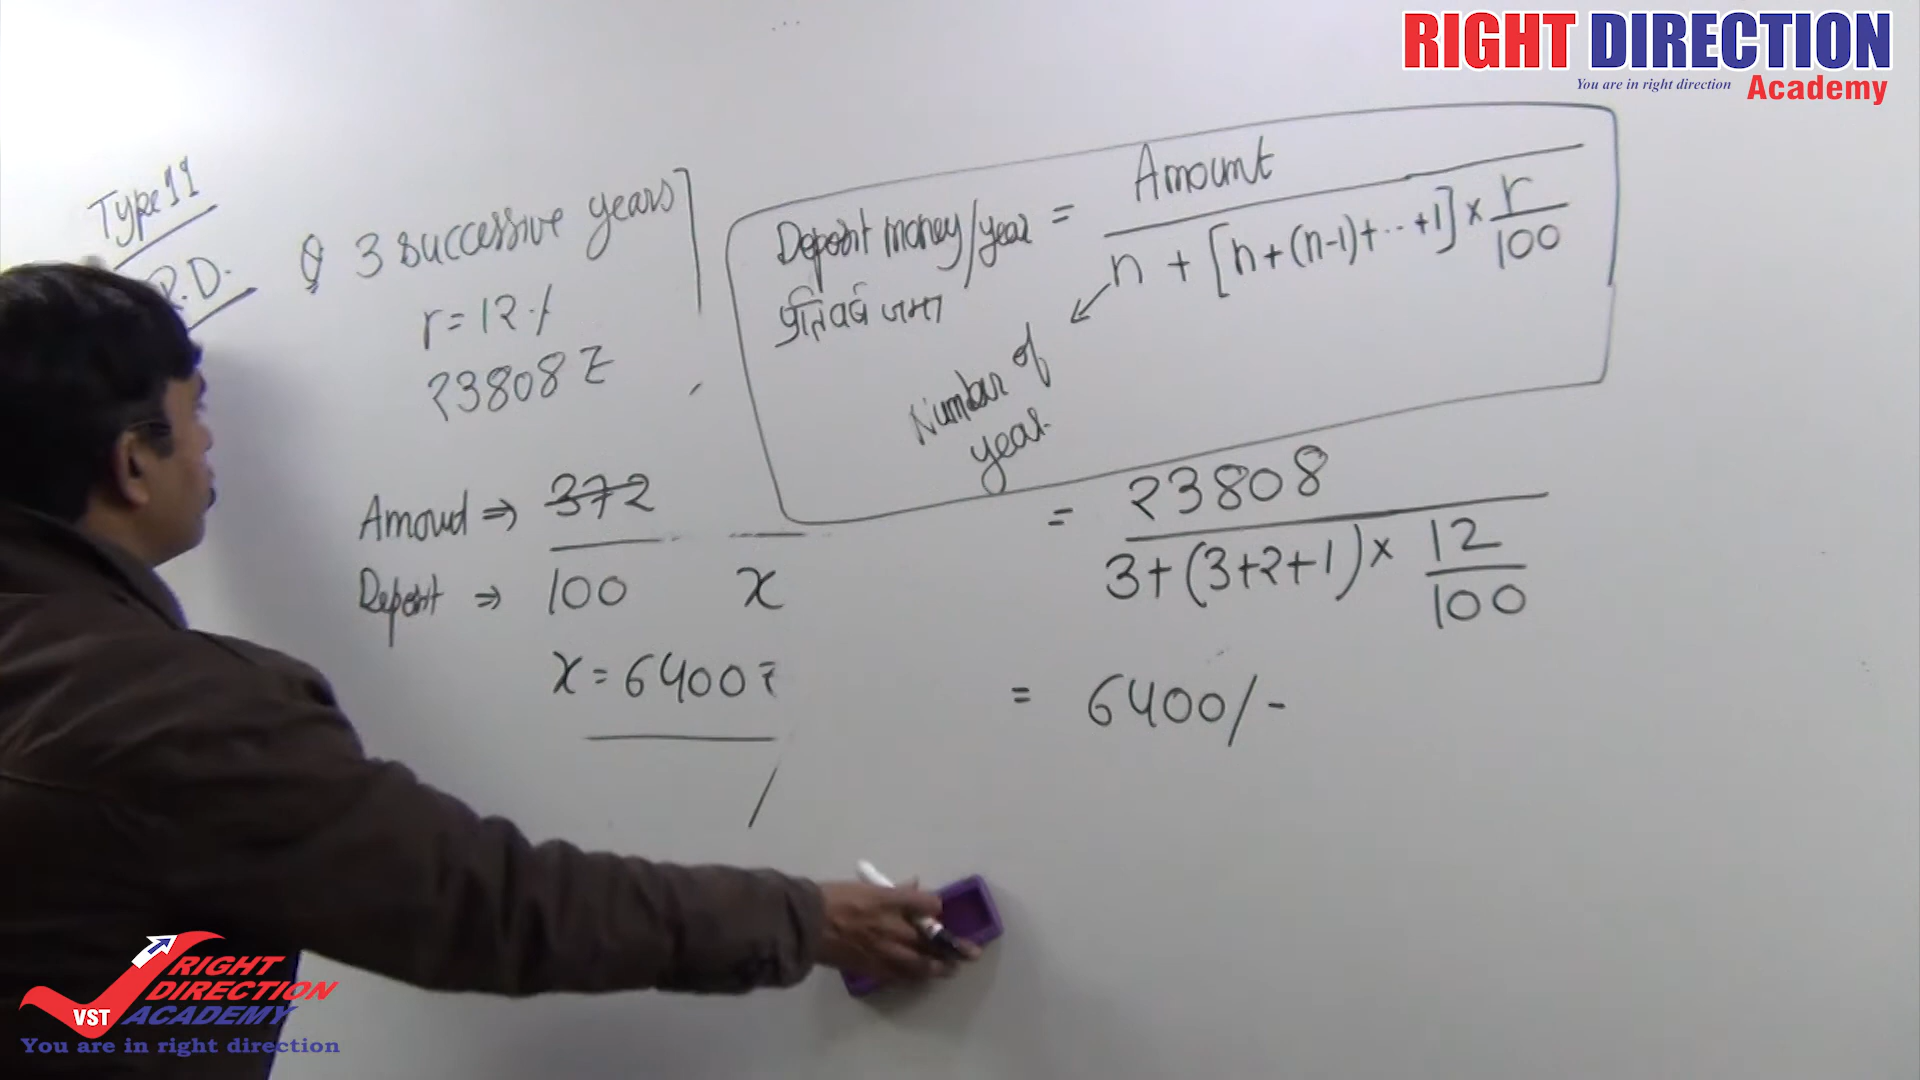 RIGHT DIRECTION
You are in right direction Academy
Type 11
R.D.
Q 3 successive years
r = 12 %
23808 ₹
Deposit money/year = Amount / n + [n + (n-1) + ... + 1] × r/100
प्रति वर्ष जमा
Number of
year.
Amount ⇒ 372
Deposit ⇒ 100 x
x = 6400 ₹
= 23808 / 3 + (3+2+1) × 12/100
= 6400/-
RIGHT
DIRECTION
VST ACADEMY
You are in right direction